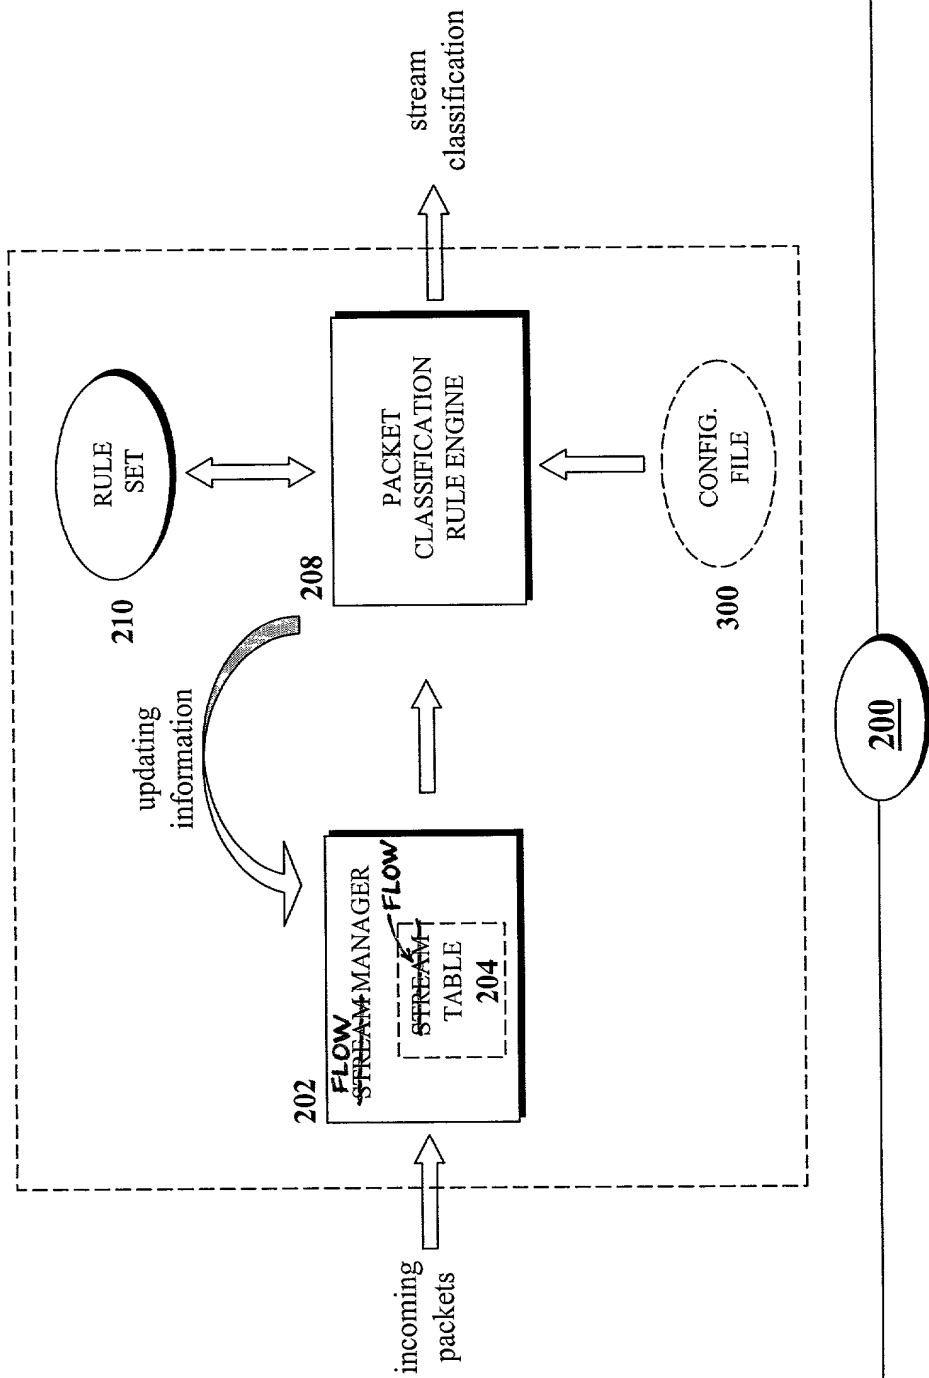 incoming
packets
202
FLOW
STREAM MANAGER
FLOW
STREAM
TABLE
204
updating
information
210
RULE
SET
208
PACKET
CLASSIFICATION
RULE ENGINE
300
CONFIG.
FILE
stream
classification
200